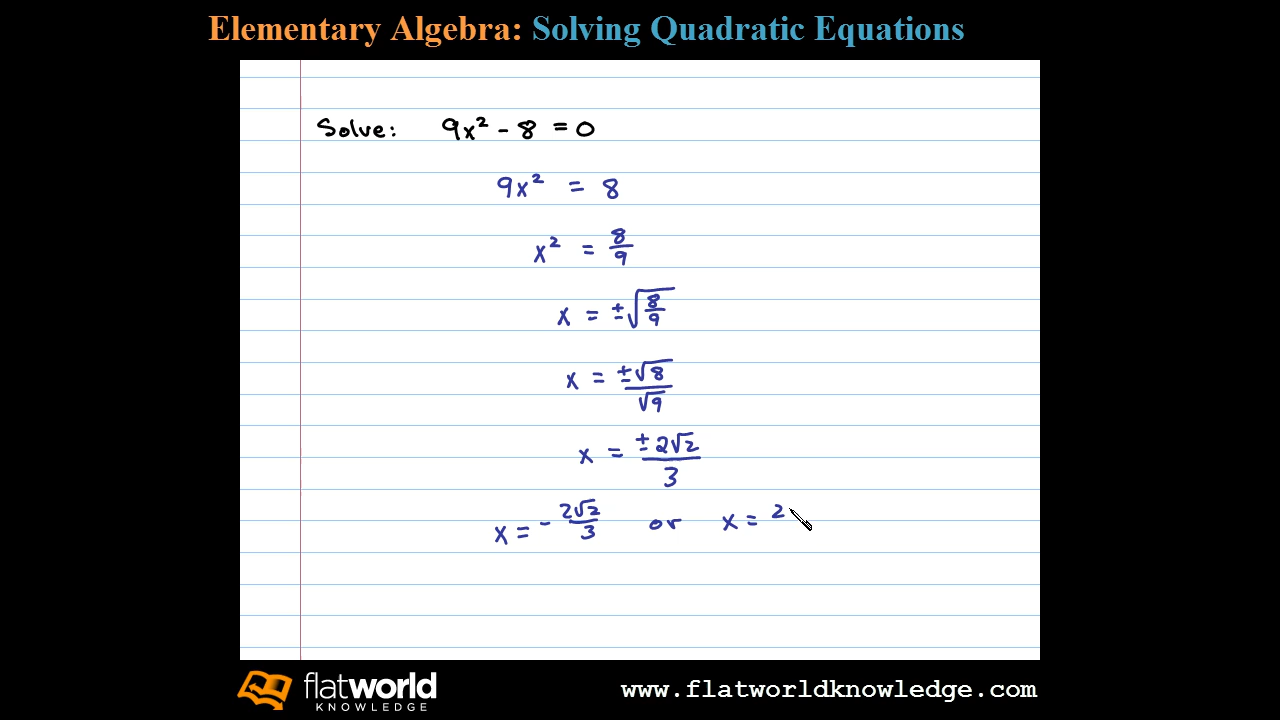 Elementary Algebra: Solving Quadratic Equations
Solve: 9x² - 8 = 0
9x² = 8
x² = 8/9
x = ±√(8/9)
x = ±√8/√9
x = ±2√2/3
x = -2√2/3 or x = 2
flatworld
KNOWLEDGE
www.flatworldknowledge.com